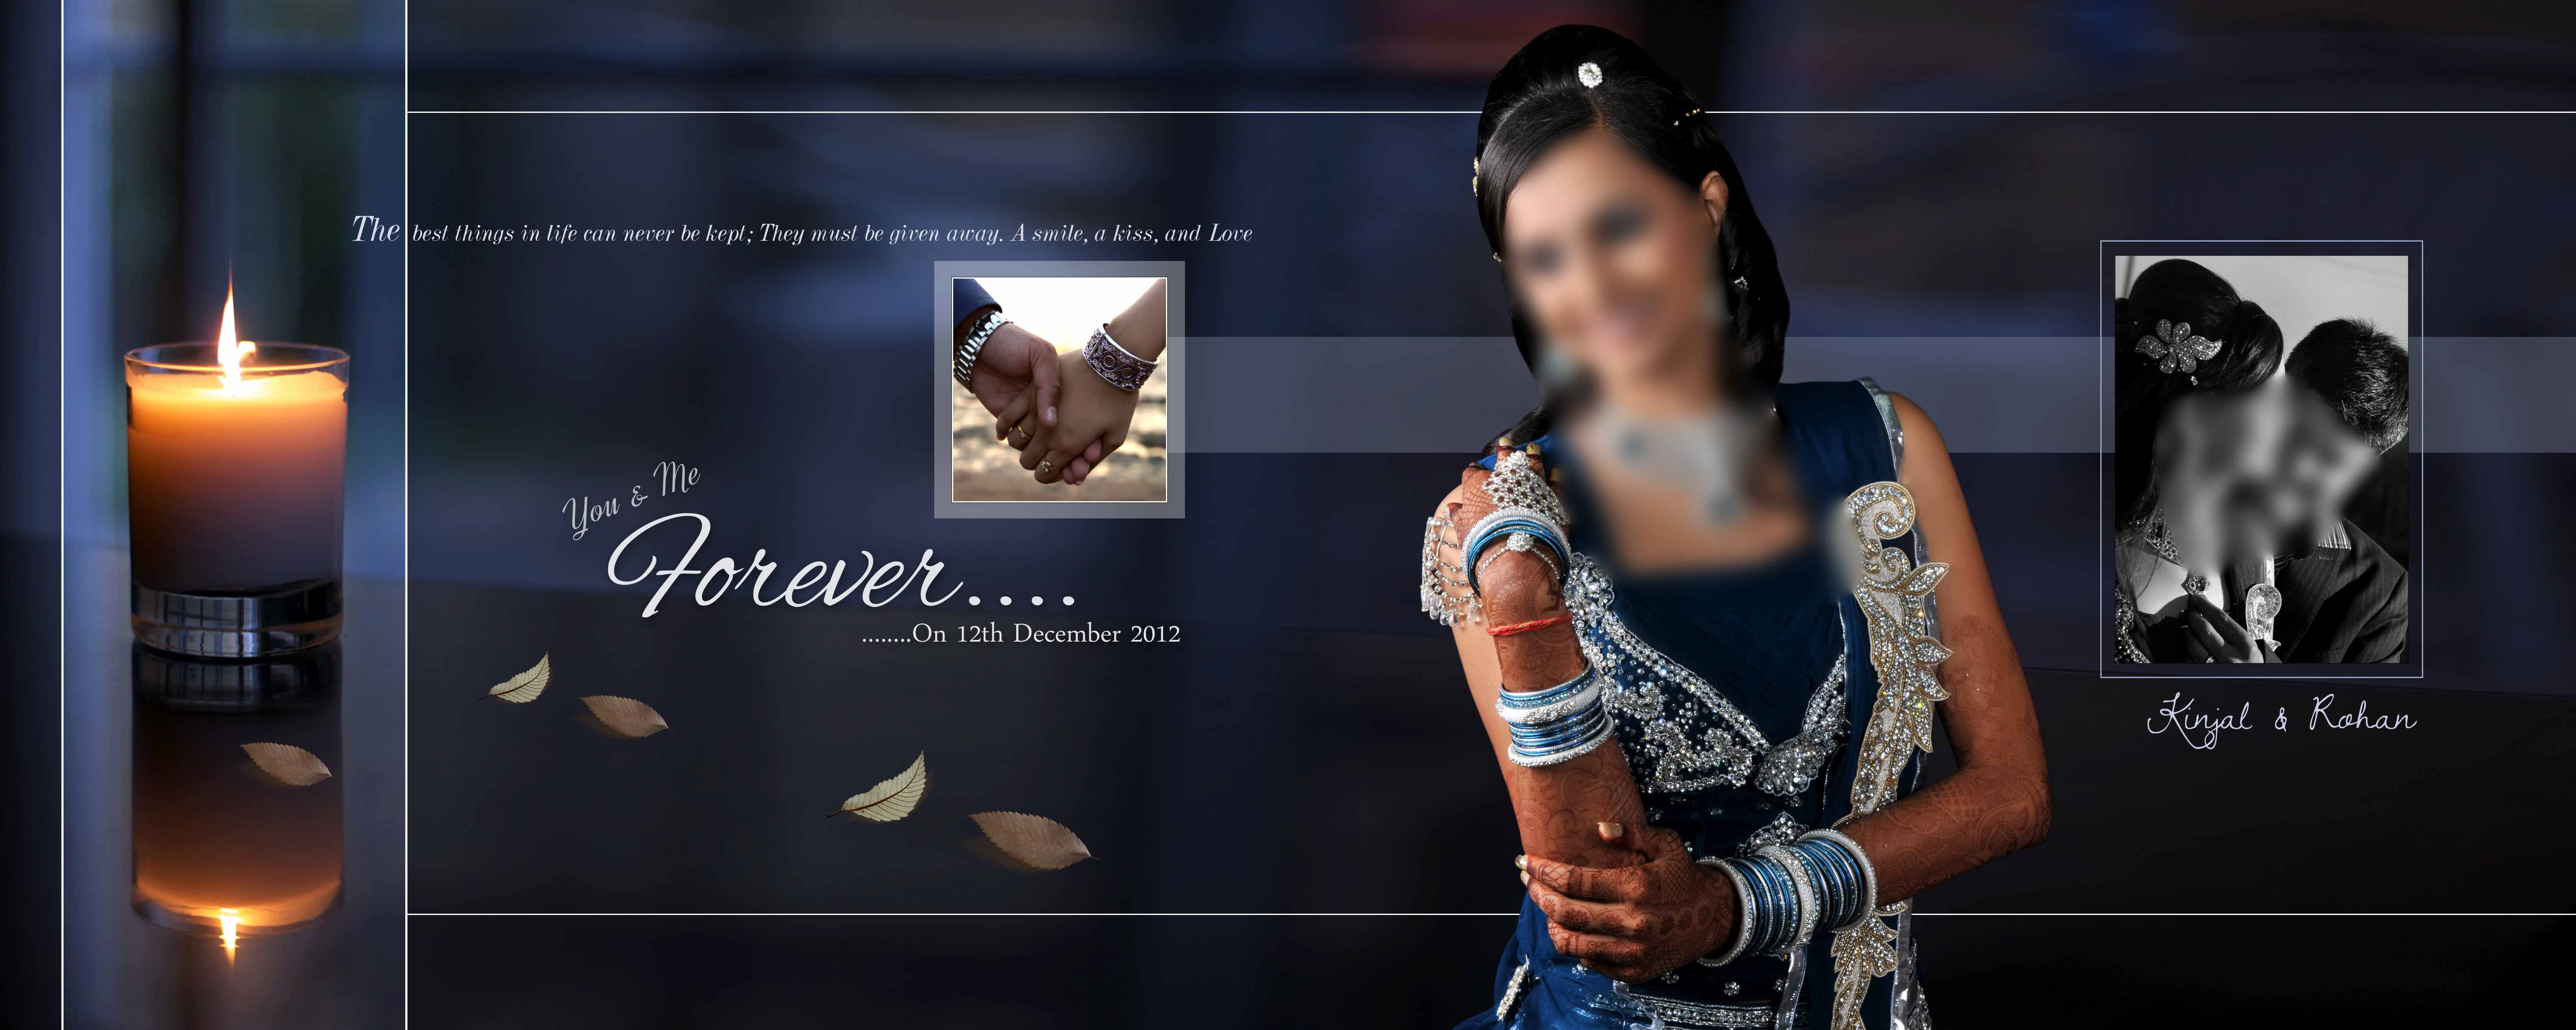 The best things in life can never be kept; They must be given away. A smile, a kiss, and Love
You & Me
Forever....
........On 12th December 2012
Kinjal & Rohan